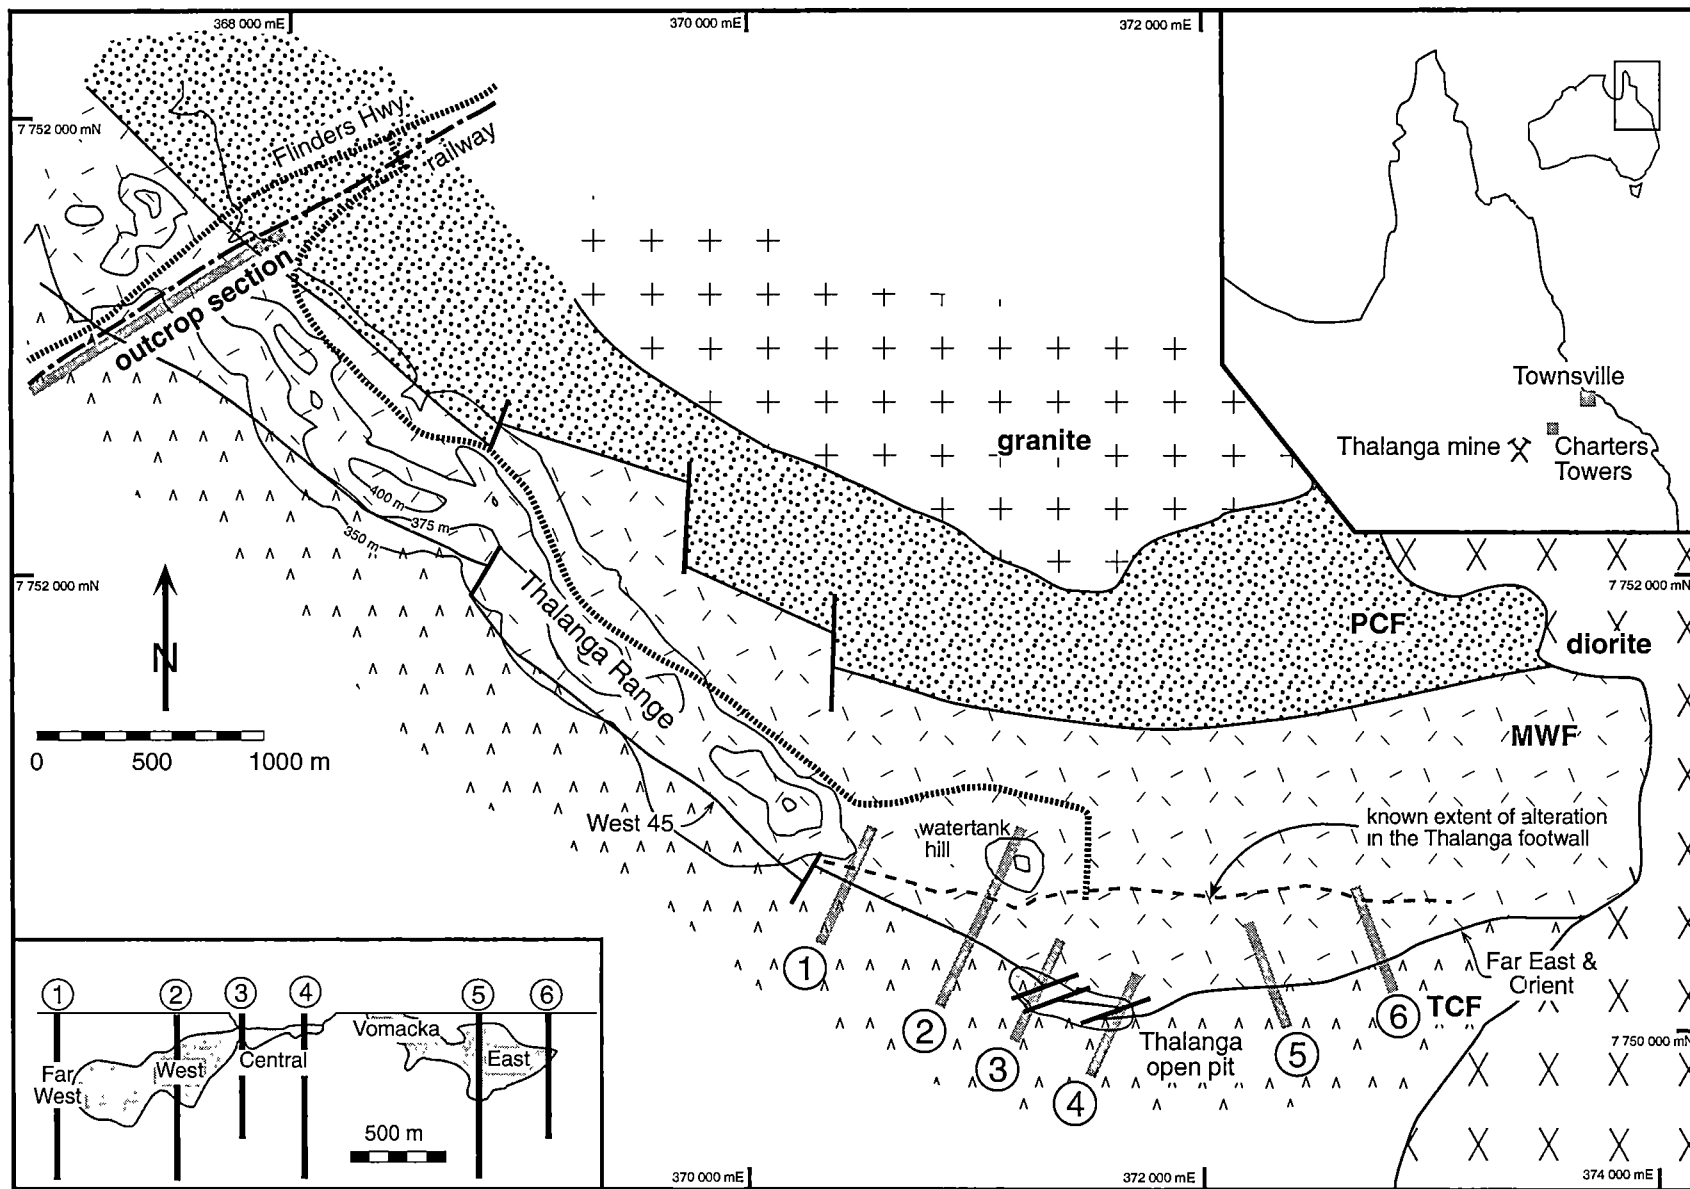 368 000 mE
370 000 mE
372 000 mE
7 752 000 mN
Flinders Hwy
railway
outcrop section
granite
Townsville
Thalanga mine
Charters
Towers
400 m
375 m
350 m
7 752 000 mN
7 752 000 mN
N
Thalanga Range
PCF
diorite
MWF
0 500 1000 m
West 45
watertank
hill
known extent of alteration
in the Thalanga footwall
Far East &
Orient
TCF
1
2
3
4
5
6
Thalanga
open pit
7 750 000 mN
1 2 3 4 5 6
Vomacka
Far
West
West
Central
East
500 m
370 000 mE
372 000 mE
374 000 mE